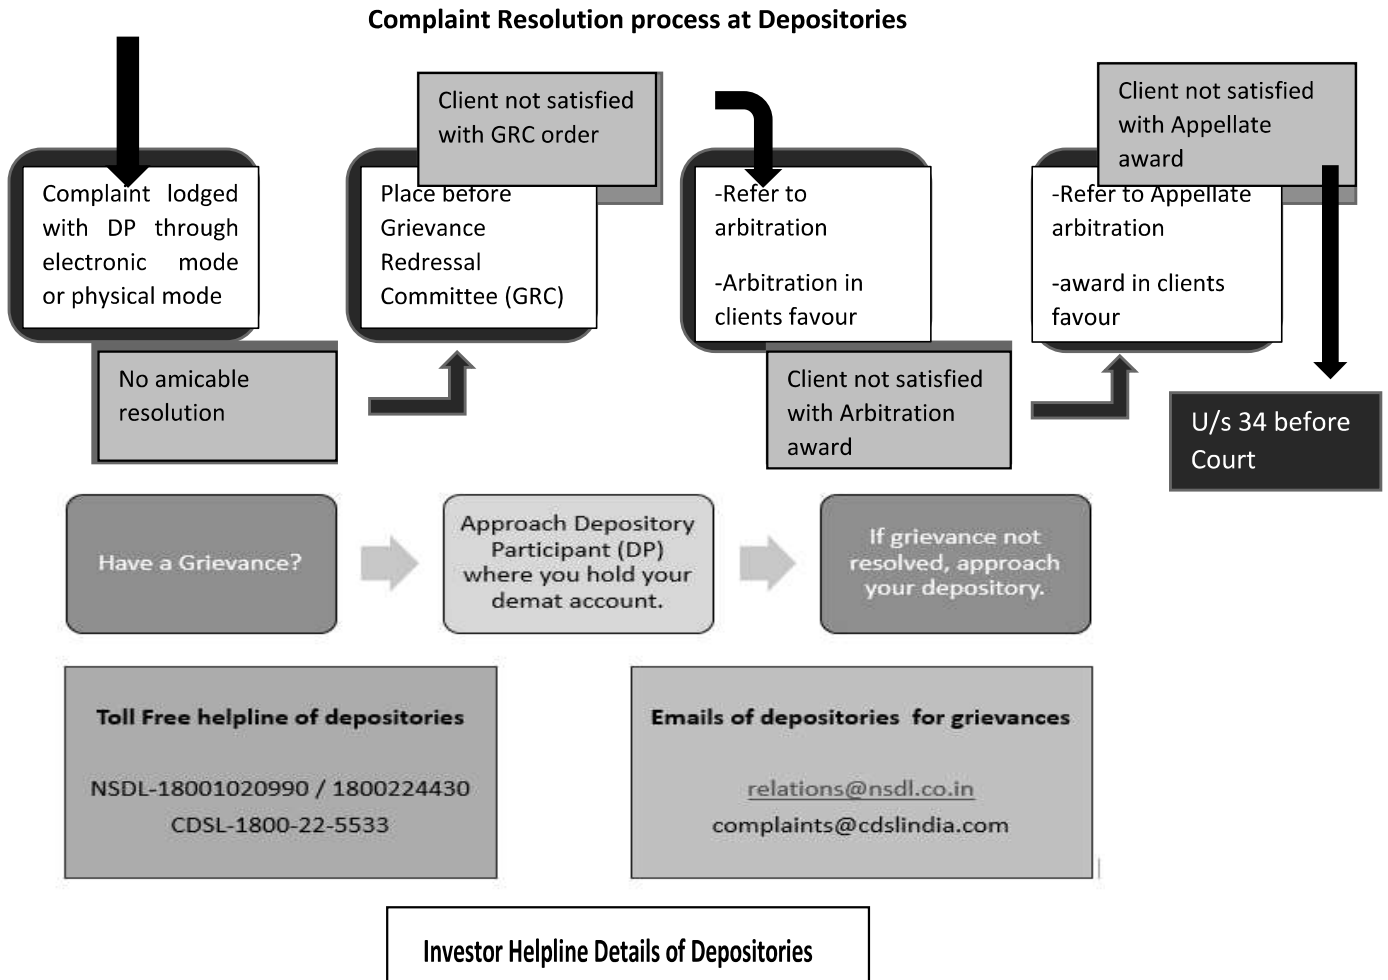 Complaint Resolution process at Depositories
Complaint lodged
with DP through
electronic mode
or physical mode
No amicable
resolution
Place before
Grievance
Redressal
Committee (GRC)
Client not satisfied
with GRC order
-Refer to
arbitration
-Arbitration in
clients favour
Client not satisfied
with Arbitration
award
-Refer to Appellate
arbitration
-award in clients
favour
Client not satisfied
with Appellate
award
U/s 34 before
Court
Have a Grievance?
Approach Depository
Participant (DP)
where you hold your
demat account.
If grievance not
resolved, approach
your depository.
Toll Free helpline of depositories
NSDL-18001020990 / 1800224430
CDSL-1800-22-5533
Emails of depositories for grievances
relations@nsdl.co.in
complaints@cdslindia.com
Investor Helpline Details of Depositories